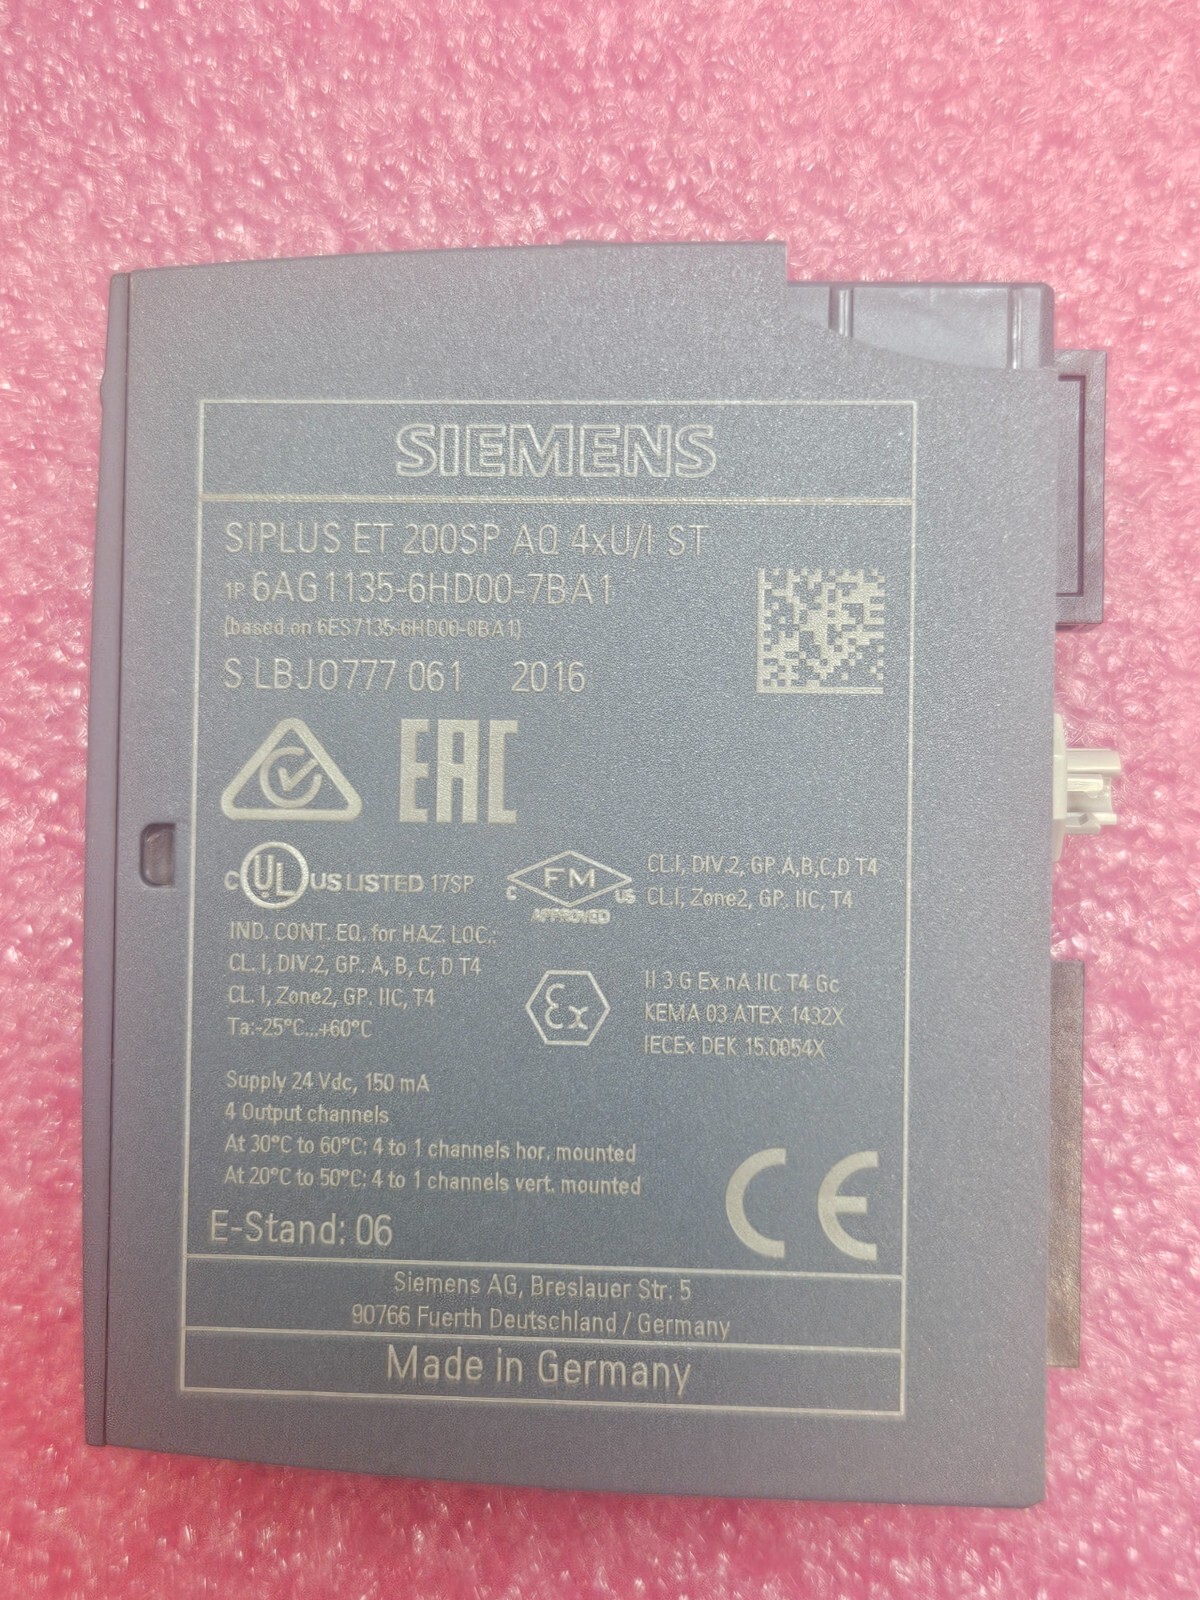 SIEMENS
SIPLUS ET 200SP AQ 4xU/I ST
1P 6AG1135-6HD00-7BA1
(based on 6ES7135-6HD00-0BA1)
S LBJ0777 061 2016
EAC
C UL US LISTED 17SP
IND. CONT. EQ. for HAZ. LOC.:
CL. I, DIV.2, GP. A, B, C, D T4
CL. I, Zone2, GP. IIC, T4
Ta:-25°C...+60°C
C FM US
APPROVED
CL.I, DIV.2, GP.A,B,C,D T4
CL.I, Zone2, GP. IIC, T4
Ex
II 3 G Ex nA IIC T4 Gc
KEMA 03 ATEX 1432X
IECEx DEK 15.0054X
Supply 24 Vdc, 150 mA
4 Output channels
At 30°C to 60°C: 4 to 1 channels hor. mounted
At 20°C to 50°C: 4 to 1 channels vert. mounted
E-Stand: 06
CE
Siemens AG, Breslauer Str. 5
90766 Fuerth Deutschland / Germany
Made in Germany